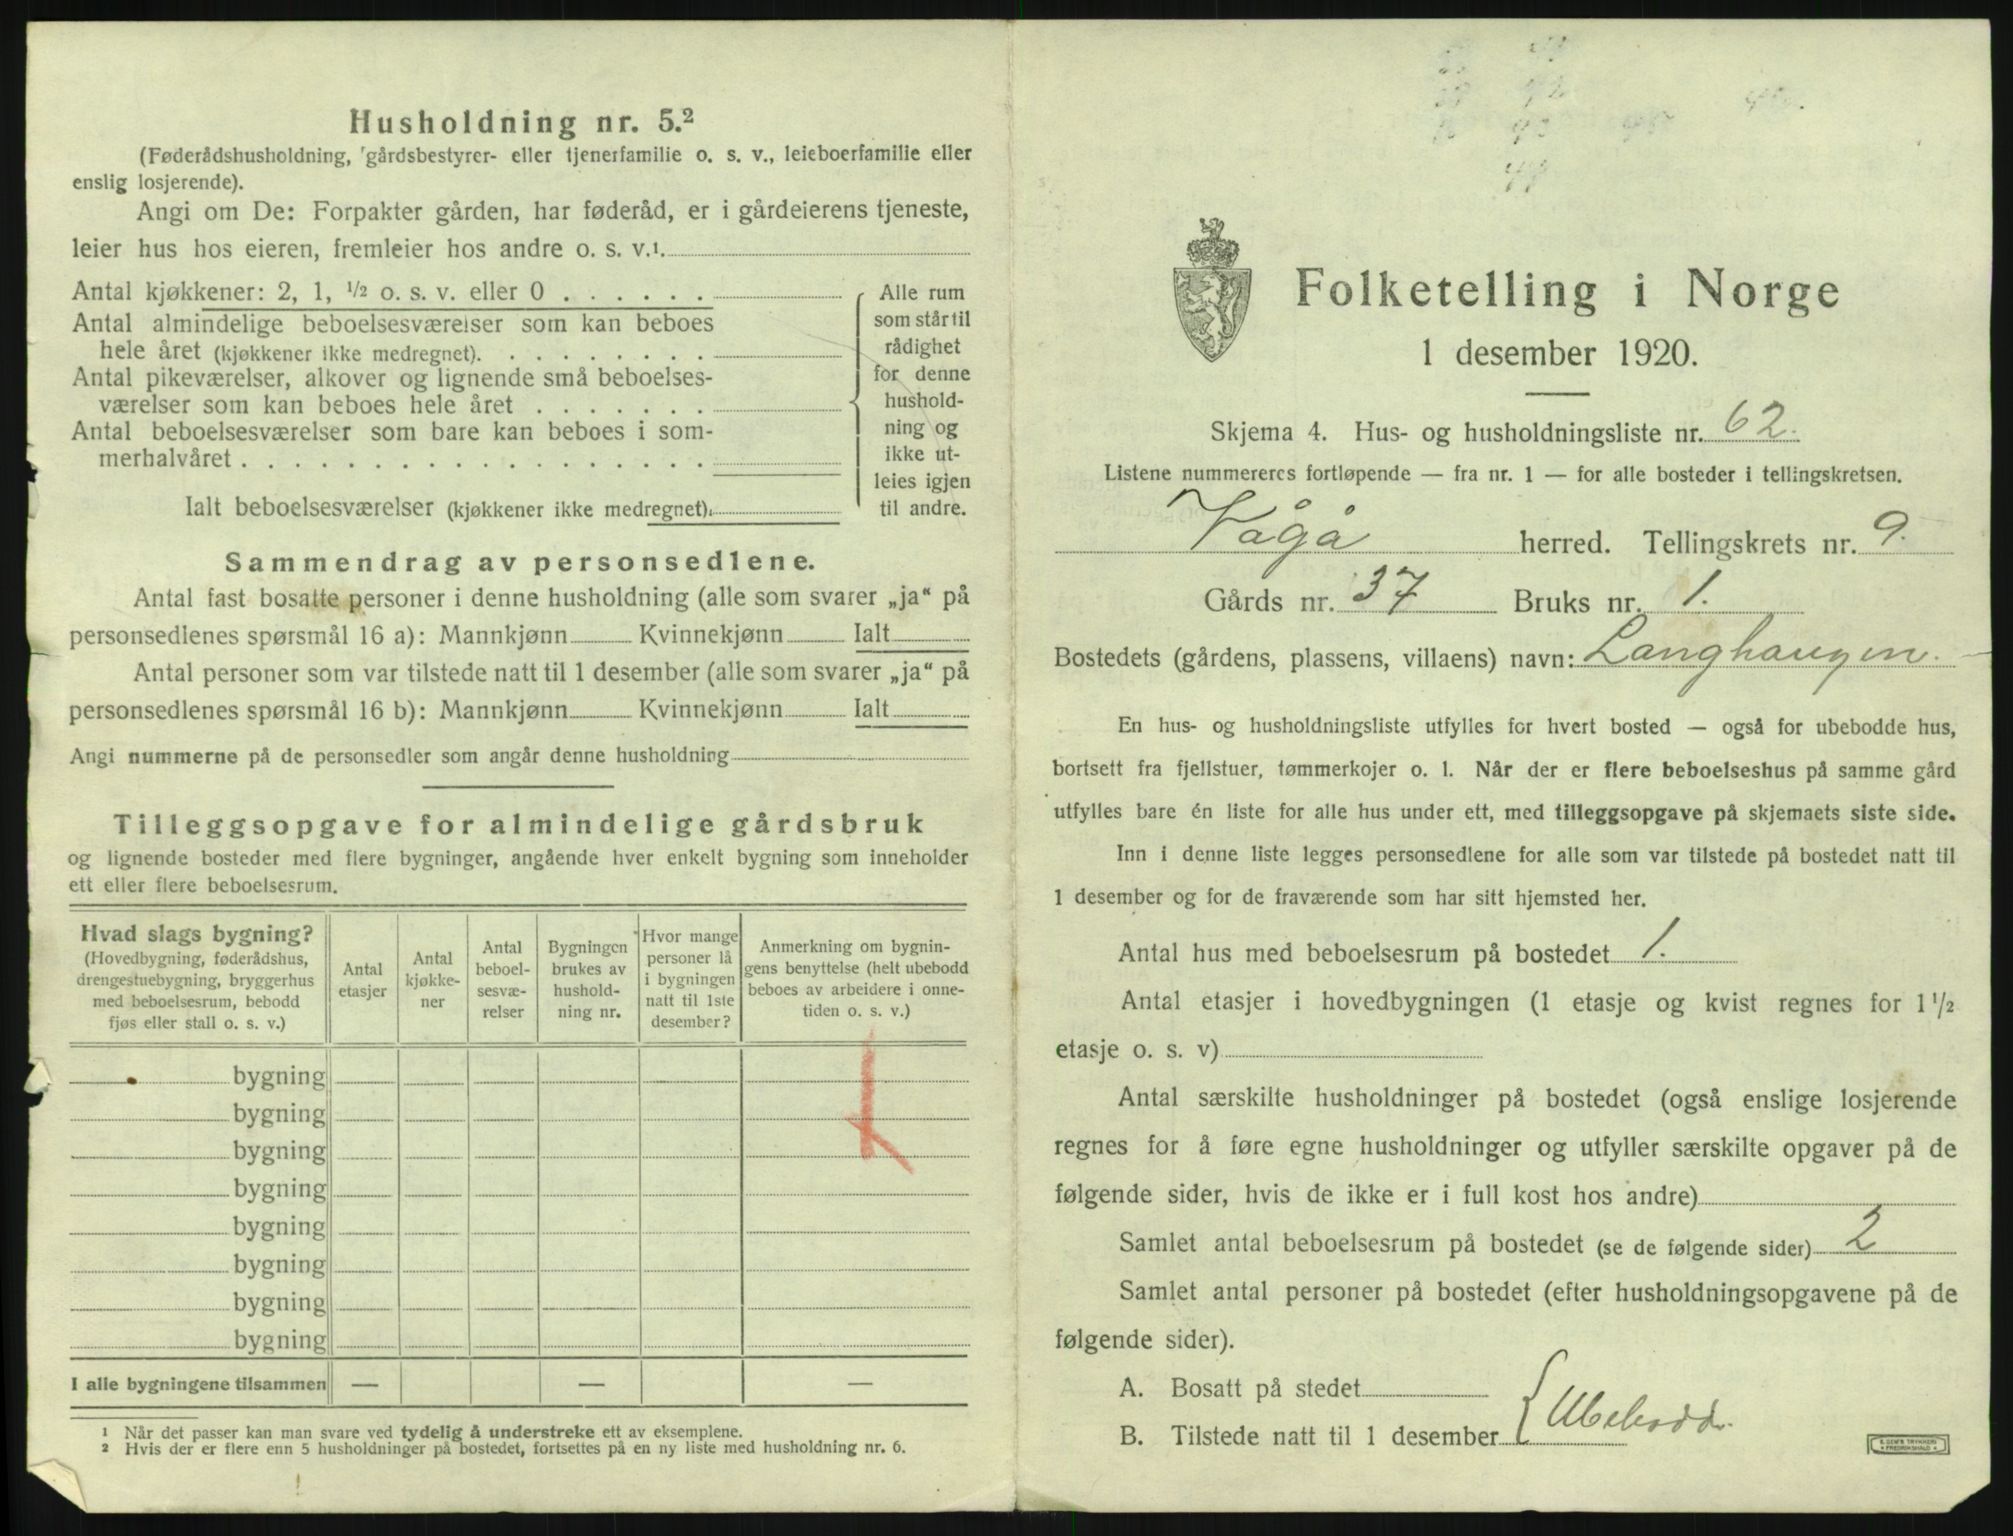 Husholdning nr. 5.²
(Føderådshusholdning, gårdsbestyrer- eller tjenerfamilie o. s. v., leieboerfamilie eller
enslig losjerende).
Angi om De: Forpakter gården, har føderåd, er i gårdeierens tjeneste,
leier hus hos eieren, fremleier hos andre o. s. v.¹.
Antal kjøkkener: 2, 1, ½ o. s. v. eller 0 . . . . . .
Antal almindelige beboelsesværelser som kan beboes
hele året (kjøkkener ikke medregnet). . . . . . . . .
Antal pikeværelser, alkover og lignende små beboelses-
værelser som kan beboes hele året . . . . . . .
Antal beboelsesværelser som bare kan beboes i som-
merhalvåret . . . . . . . . . . . . . . . . . .
Ialt beboelsesværelser (kjøkkener ikke medregnet).
Alle rum
som står til
rådighet
for denne
hushold-
ning og
ikke ut-
leies igjen
til andre.
Sammendrag av personsedlene.
Antal fast bosatte personer i denne husholdning (alle som svarer „ja“ på
personsedlenes spørsmål 16 a): Mannkjønn Kvinnekjønn Ialt
Antal personer som var tilstede natt til 1 desember (alle som svarer „ja“ på
personsedlenes spørsmål 16 b): Mannkjønn Kvinnekjønn Ialt
Angi nummerne på de personsedler som angår denne husholdning
Tilleggsopgave for almindelige gårdsbruk
og lignende bosteder med flere bygninger, angående hver enkelt bygning som inneholder
ett eller flere beboelsesrum.
Hvad slags bygning?
(Hovedbygning, føderådshus,
drengestuebygning, bryggerhus
med beboelsesrum, bebodd
fjøs eller stall o. s. v.)
Antal
etasjer
Antal
kjøkke-
ner
Antal
beboel-
sesvæ-
relser
Bygningen
brukes av
hushold-
ning nr.
Hvor mange
personer lå
i bygningen
natt til 1ste
desember?
Anmerkning om bygnin-
gens benyttelse (helt ubebodd
beboes av arbeidere i onne-
tiden o. s. v.)
bygning
bygning
bygning
bygning
bygning
bygning
bygning
bygning
I alle bygningene tilsammen — — —
¹ Når det passer kan man svare ved tydelig å understreke ett av eksemplene.
² Hvis der er flere enn 5 husholdninger på bostedet, fortsettes på en ny liste med husholdning nr. 6.
Folketelling i Norge
1 desember 1920.
Skjema 4. Hus- og husholdningsliste nr. 62.
Listene nummereres fortløpende — fra nr. 1 — for alle bosteder i tellingskretsen.
Vågå herred. Tellingskrets nr. 9.
Gårds nr. 37 Bruks nr. 1.
Bostedets (gårdens, plassens, villaens) navn: Langhaugen.
En hus- og husholdningsliste utfylles for hvert bosted — også for ubebodde hus,
bortsett fra fjellstuer, tømmerkojer o. l. Når der er flere beboelseshus på samme gård
utfylles bare én liste for alle hus under ett, med tilleggsopgave på skjemaets siste side.
Inn i denne liste legges personsedlene for alle som var tilstede på bostedet natt til
1 desember og for de fraværende som har sitt hjemsted her.
Antal hus med beboelsesrum på bostedet 1.
Antal etasjer i hovedbygningen (1 etasje og kvist regnes for 1½
etasje o. s. v)
Antal særskilte husholdninger på bostedet (også enslige losjerende
regnes for å føre egne husholdninger og utfyller særskilte opgaver på de
følgende sider, hvis de ikke er i full kost hos andre)
Samlet antal beboelsesrum på bostedet (se de følgende sider) 2
Samlet antal personer på bostedet (efter husholdningsopgavene på de
følgende sider).
A. Bosatt på stedet
B. Tilstede natt til 1 desember
Ubebodd.